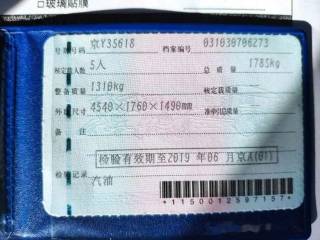 □玻璃贴膜
号牌号码 京Y35618 档案编号 031030706273
核定载人数 5人 总质量 1785kg
整备质量 1310kg 核定载质量
外廓尺寸 4540×1760×1490mm 准牵引总质量
备注
检验有效期至2019年06月京A(01)
检验记录 汽油
*1150012597157*